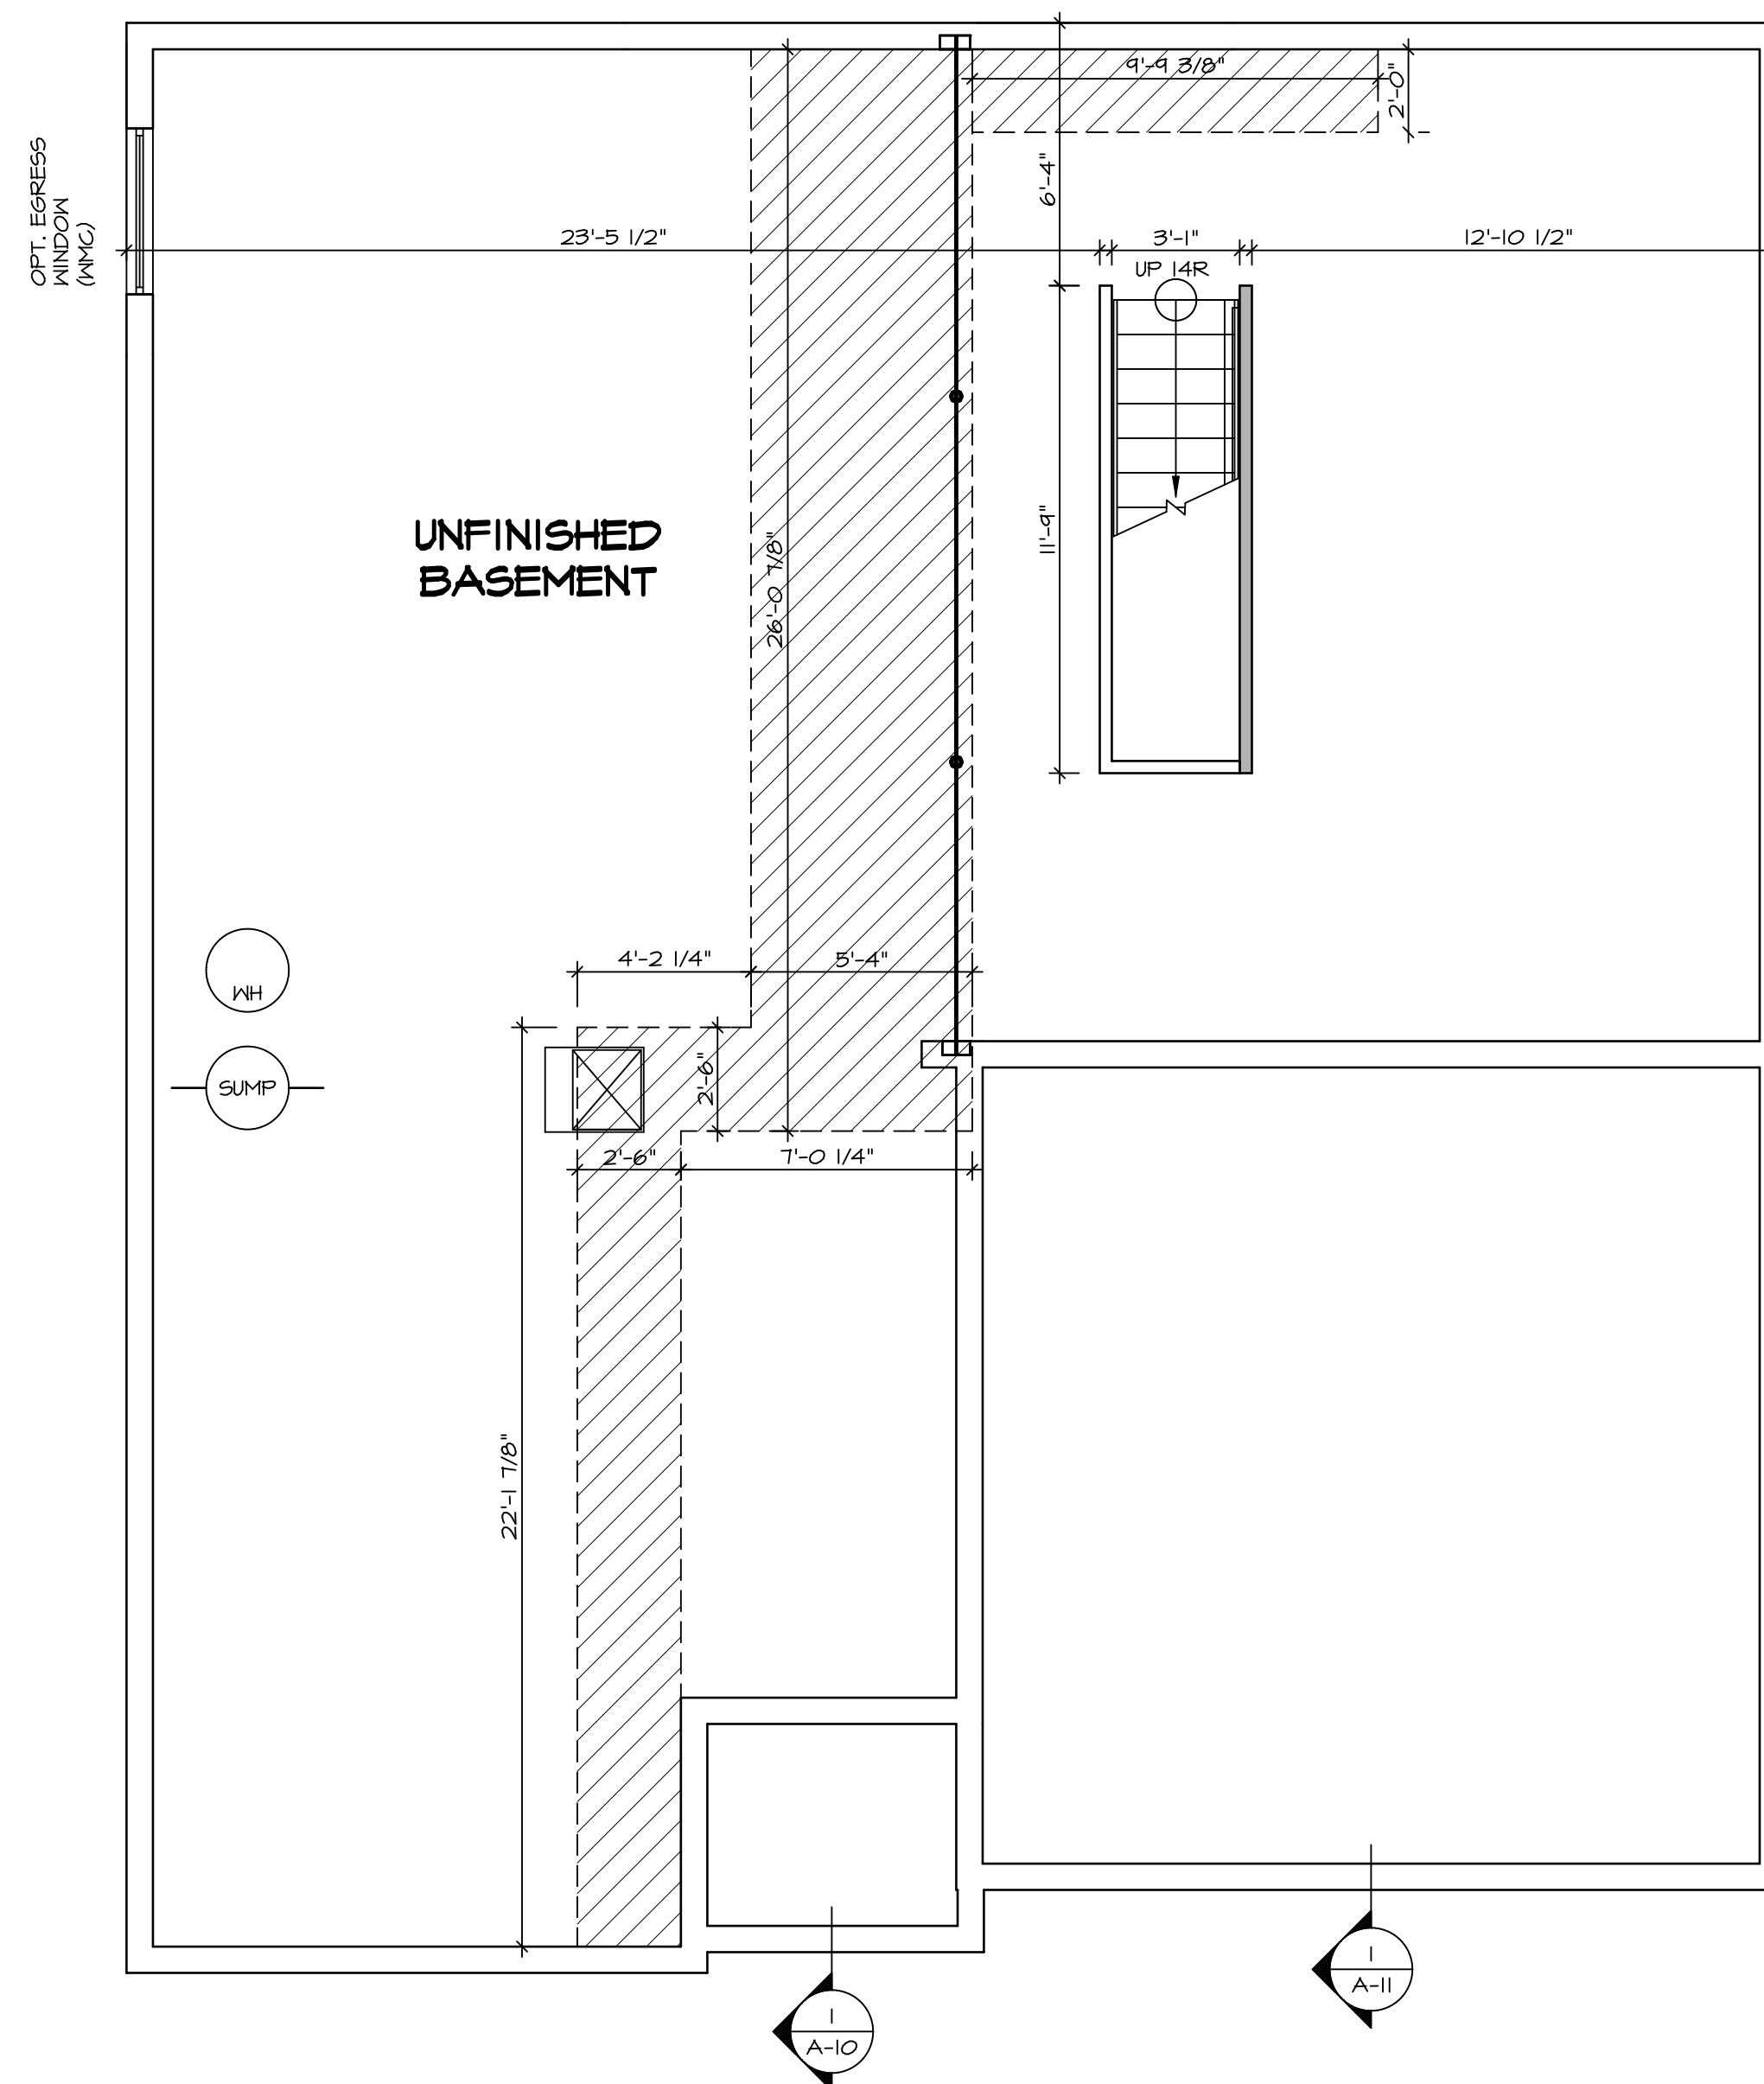 9'-9 3/8"
2'-0"
OPT. EGRESS
WINDOW
(WMC)
6'-4"
23'-5 1/2"
3'-1"
12'-10 1/2"
UP 14R
UNFINISHED
BASEMENT
26'-0 7/8"
11'-9"
4'-2 1/4"
5'-4"
WH
SUMP
2'-6"
2'-6"
7'-0 1/4"
22'-1 7/8"
1
A-11
1
A-10